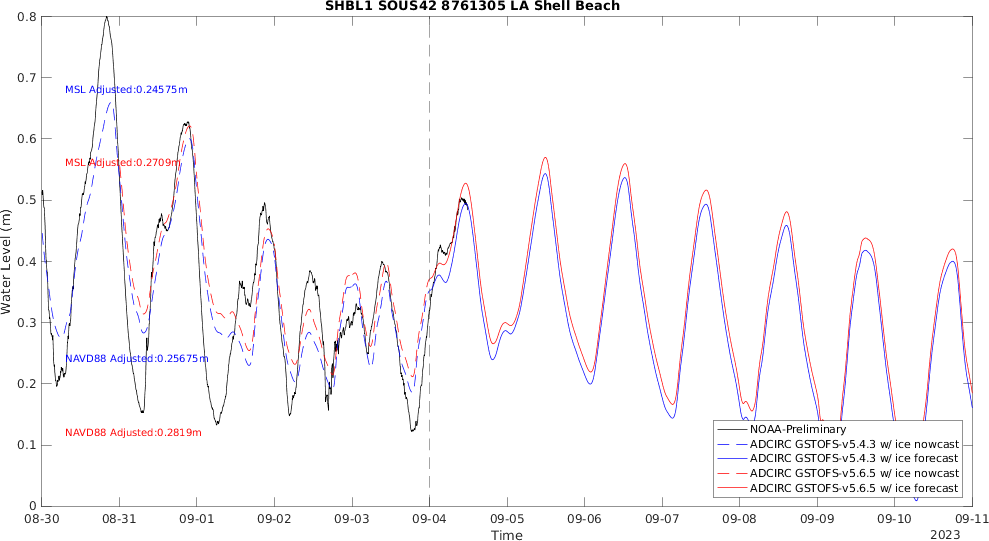 SHBL1 SOUS42 8761305 LA Shell Beach
Water Level (m)
0.8
0.7
0.6
0.5
0.4
0.3
0.2
0.1
0
MSL Adjusted:0.24575m
MSL Adjusted:0.2709m
NAVD88 Adjusted:0.25675m
NAVD88 Adjusted:0.2819m
NOAA-Preliminary
ADCIRC GSTOFS-v5.4.3 w/ ice nowcast
ADCIRC GSTOFS-v5.4.3 w/ ice forecast
ADCIRC GSTOFS-v5.6.5 w/ ice nowcast
ADCIRC GSTOFS-v5.6.5 w/ ice forecast
08-30 08-31 09-01 09-02 09-03 09-04 09-05 09-06 09-07 09-08 09-09 09-10 09-11
Time
2023